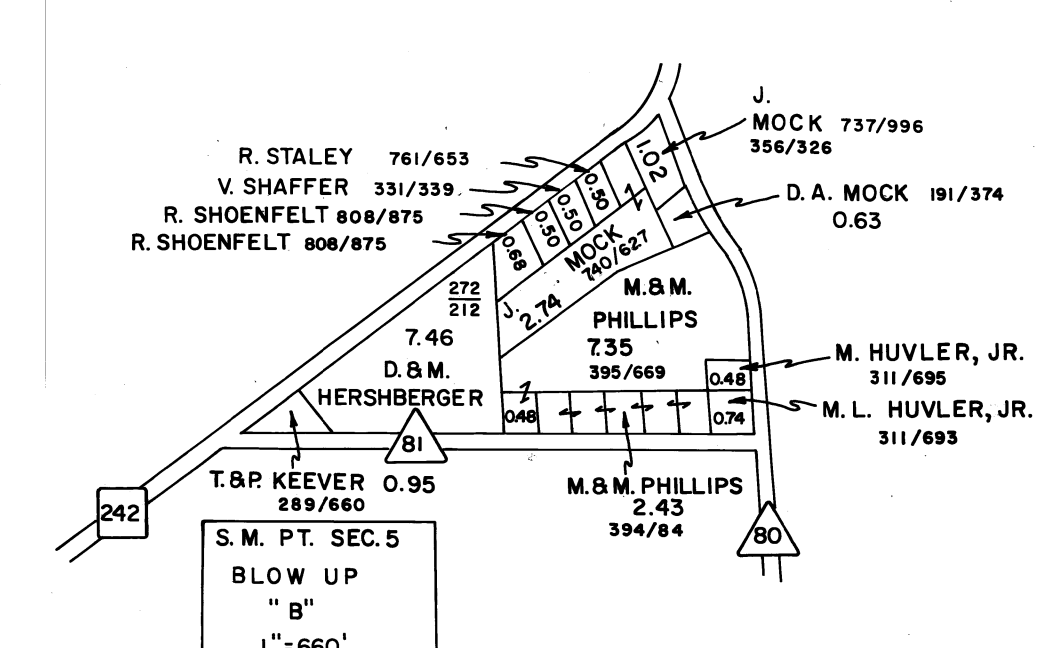 J.
MOCK 737/996
356/326
R. STALEY 761/653
V. SHAFFER 331/339
R. SHOENFELT 808/875
R. SHOENFELT 808/875
1.02
0.50
0.50
0.50
0.68
D. A. MOCK 191/374
0.63
J. MOCK
2.74 740/627
272
212
7.46
D. & M.
HERSHBERGER
M. & M.
PHILLIPS
7.35
395/669
0.48
M. HUVLER, JR.
311/695
0.48
0.74
M. L. HUVLER, JR.
311/693
81
T. & P. KEEVER 0.95
289/660
M. & M. PHILLIPS
2.43
394/84
242
80
S. M. PT. SEC. 5
BLOW UP
"B"
1"=660'